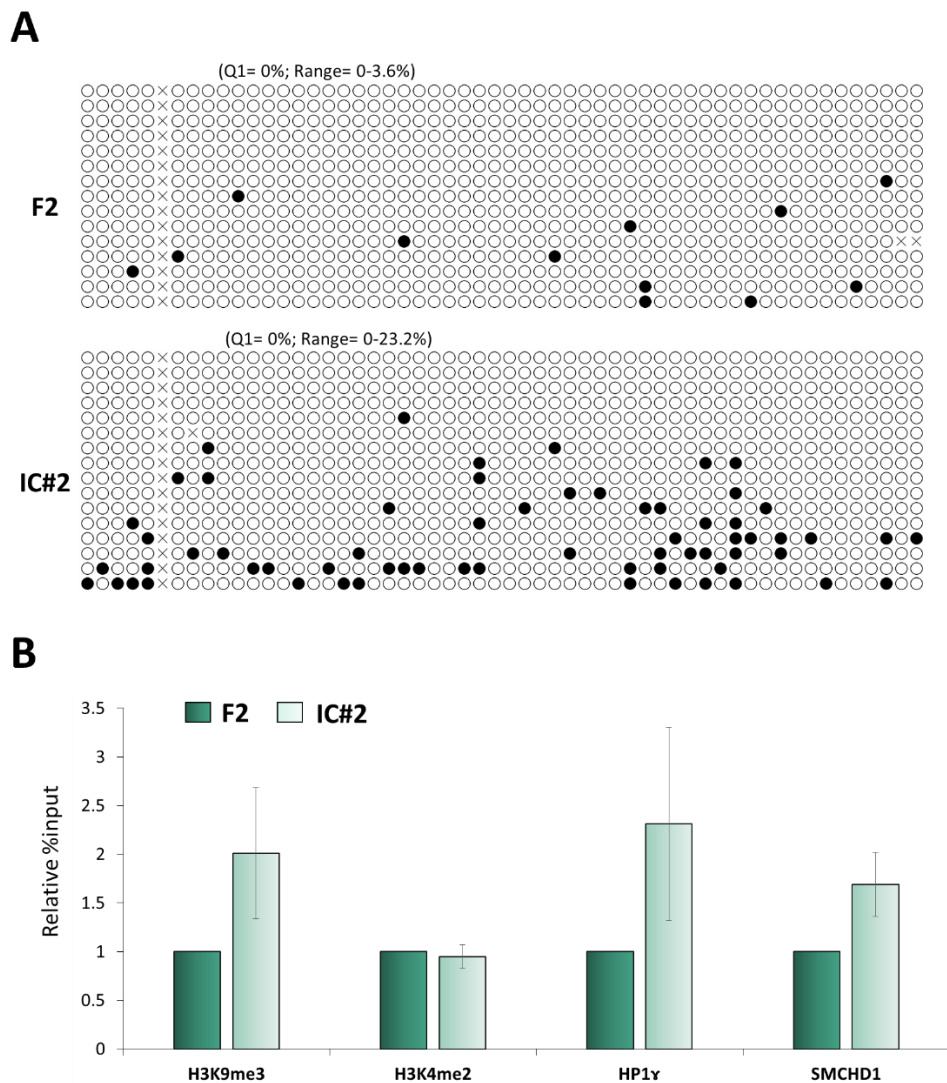 A
(Q1= 0%; Range= 0-3.6%)
F2
(Q1= 0%; Range= 0-23.2%)
IC#2
B
F2 IC#2
3.5
3
2.5
2
1.5
1
0.5
0
Relative %input
H3K9me3 H3K4me2 HP1ɣ SMCHD1